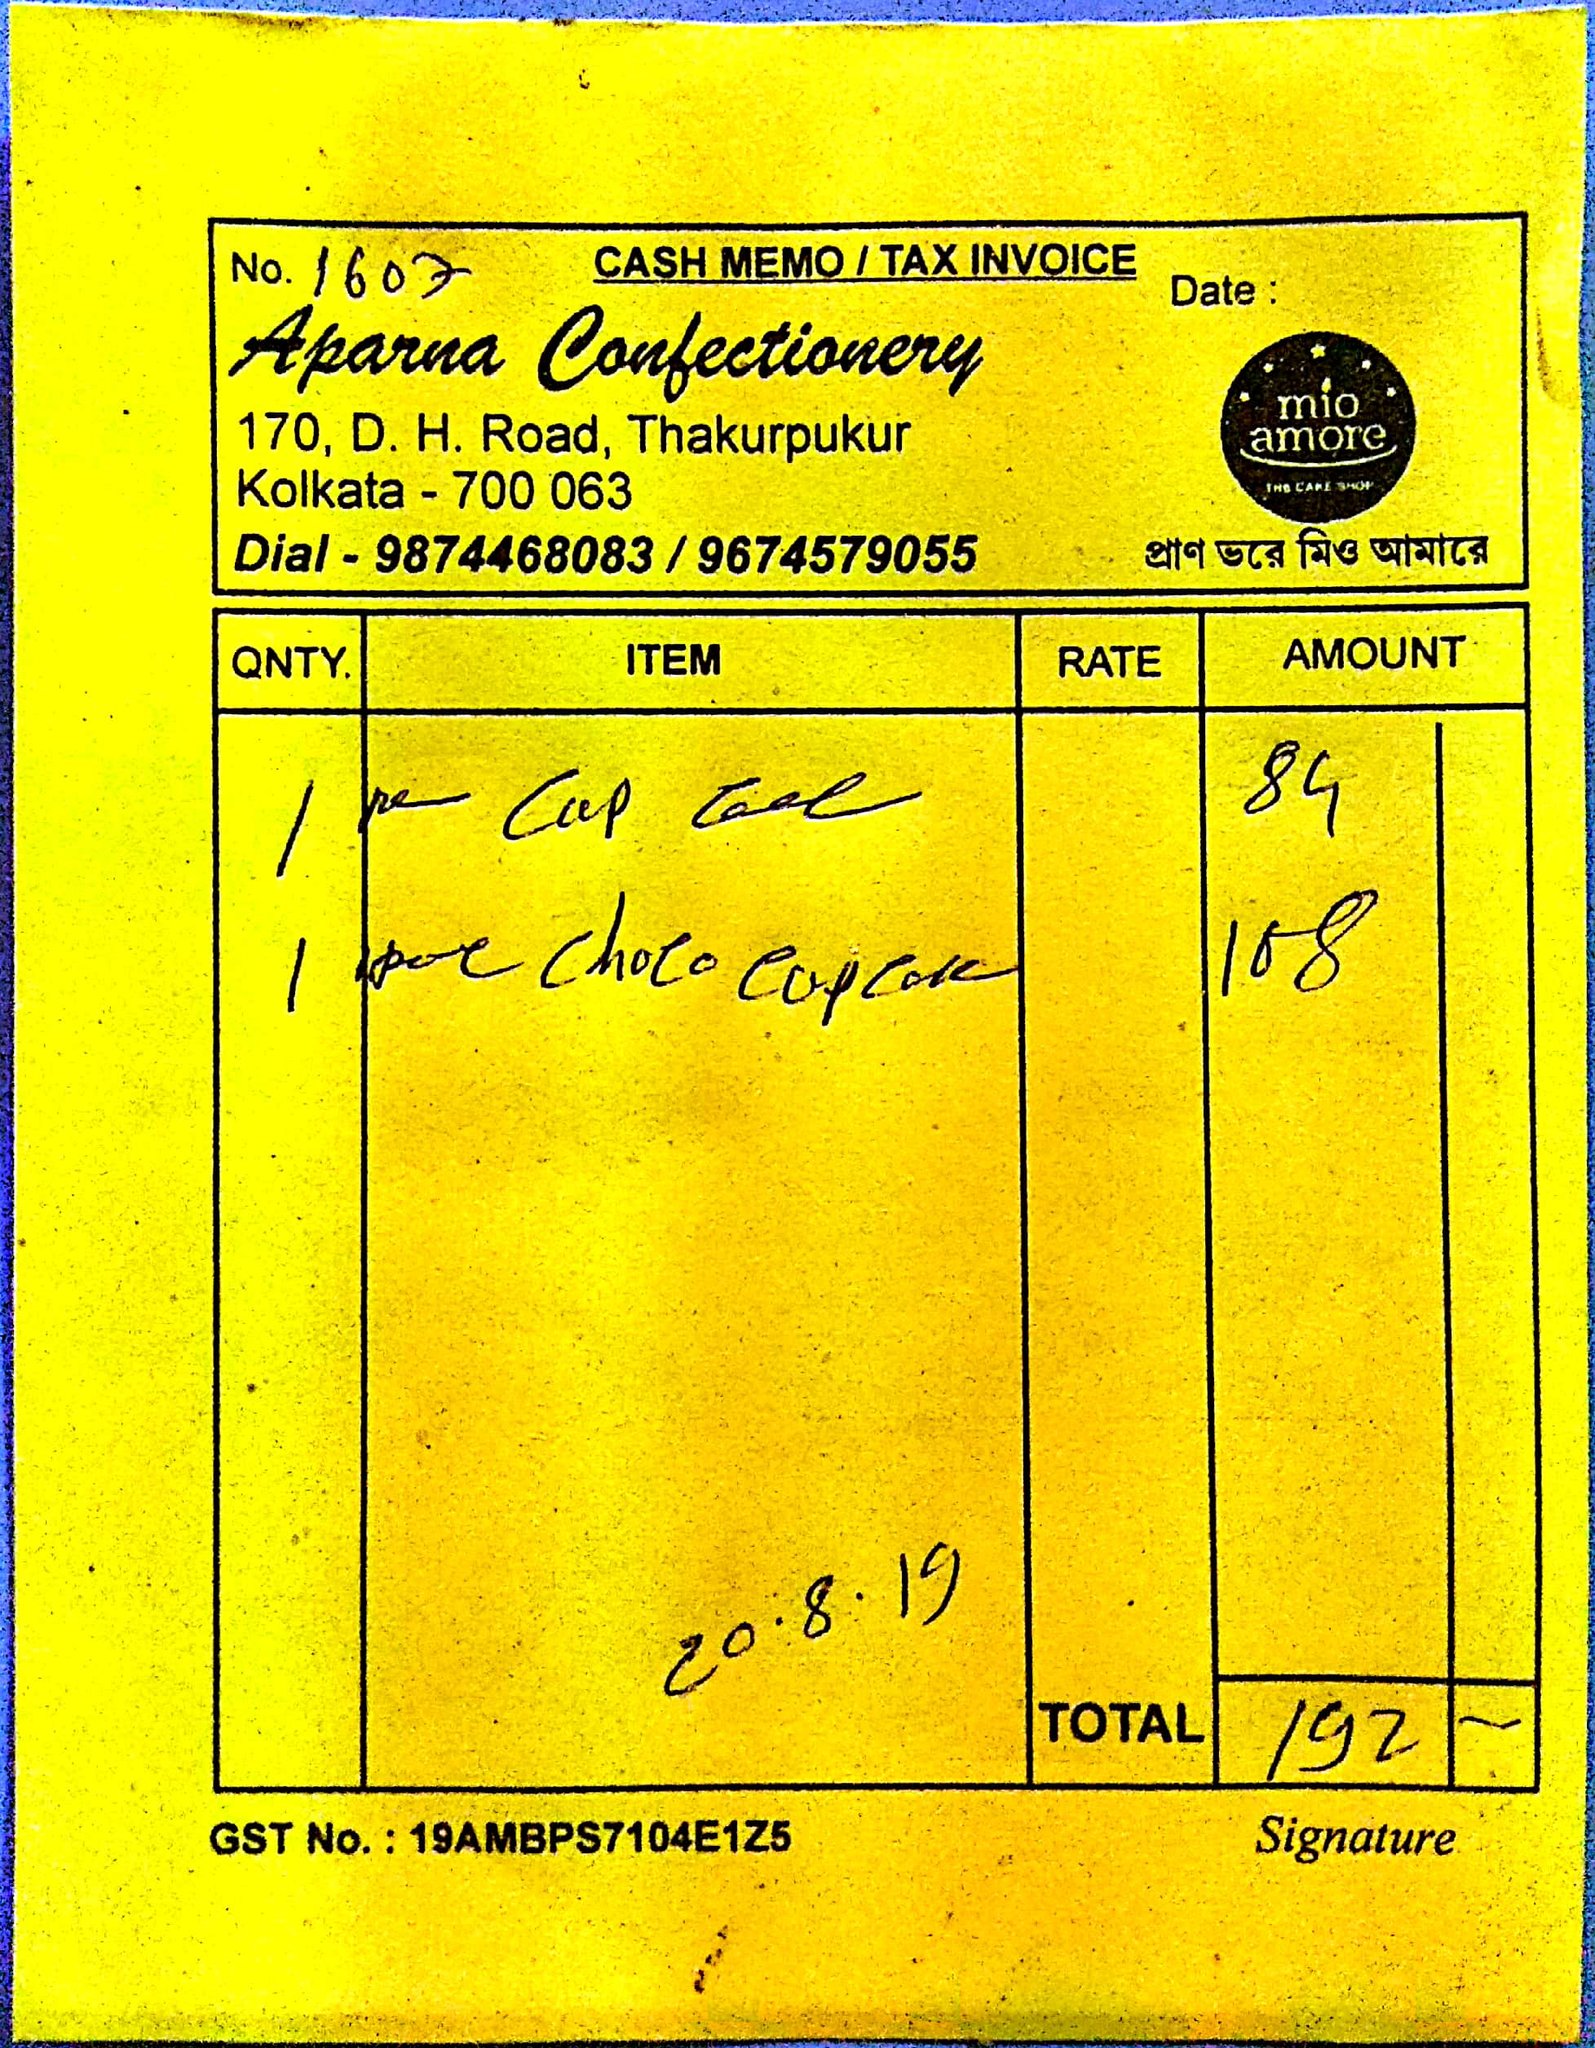 No. 1607 CASH MEMO / TAX INVOICE Date :
Aparna Confectionery
170, D. H. Road, Thakurpukur
Kolkata - 700 063
Dial - 9874468083 / 9674579055
mio
amore
THE CAKE SHOP
প্রাণ ভরে মিও আমারে
QNTY. ITEM RATE AMOUNT
1 Cup 84
1 Choco Cupcake 108
20.8.19
TOTAL 192
GST No. : 19AMBPS7104E1Z5 Signature